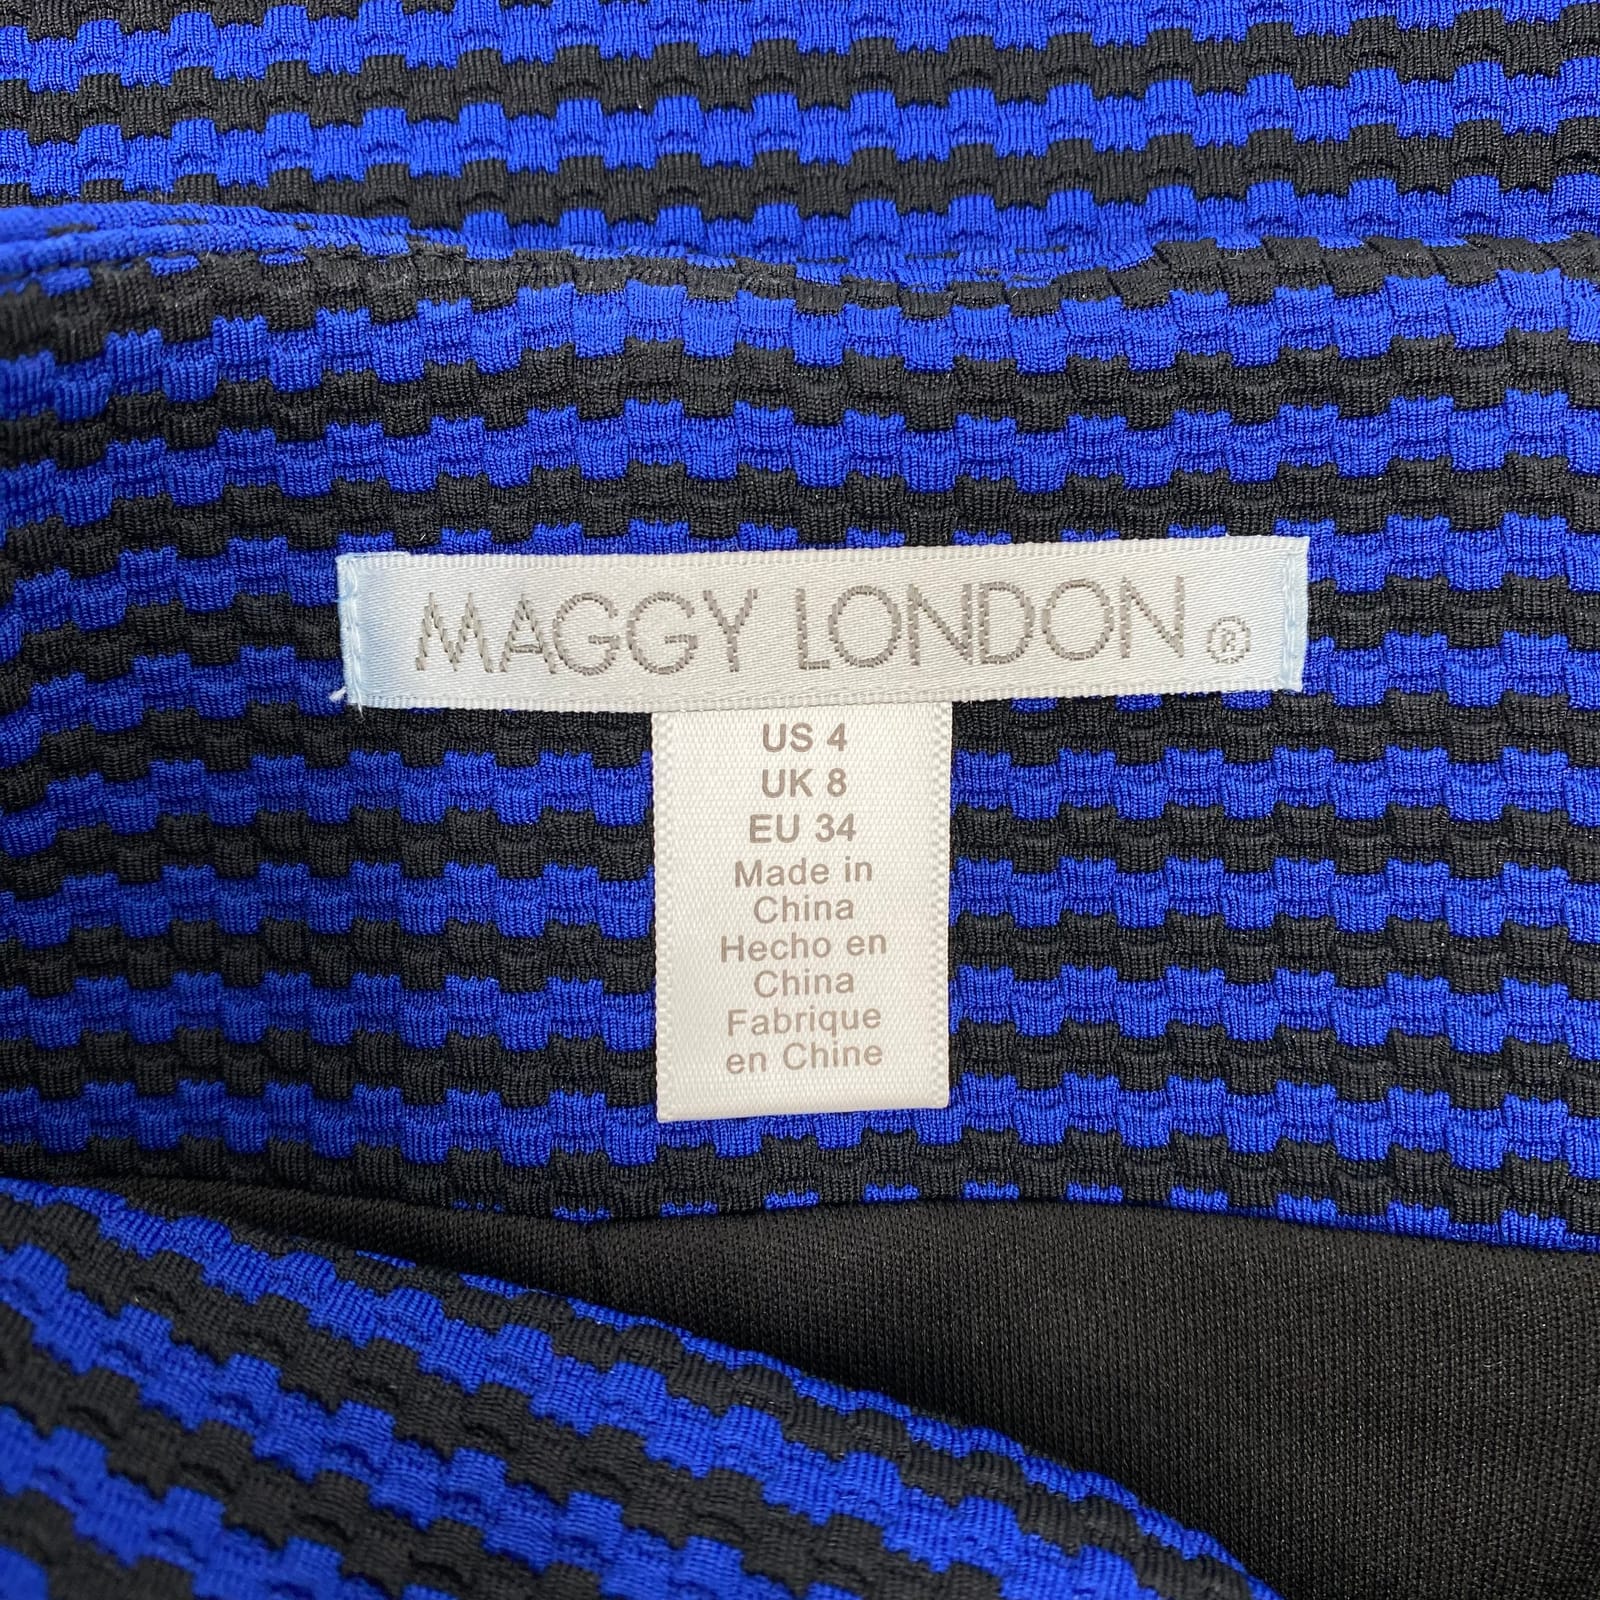 MAGGY LONDON ®
US 4
UK 8
EU 34
Made in
China
Hecho en
China
Fabrique
en Chine